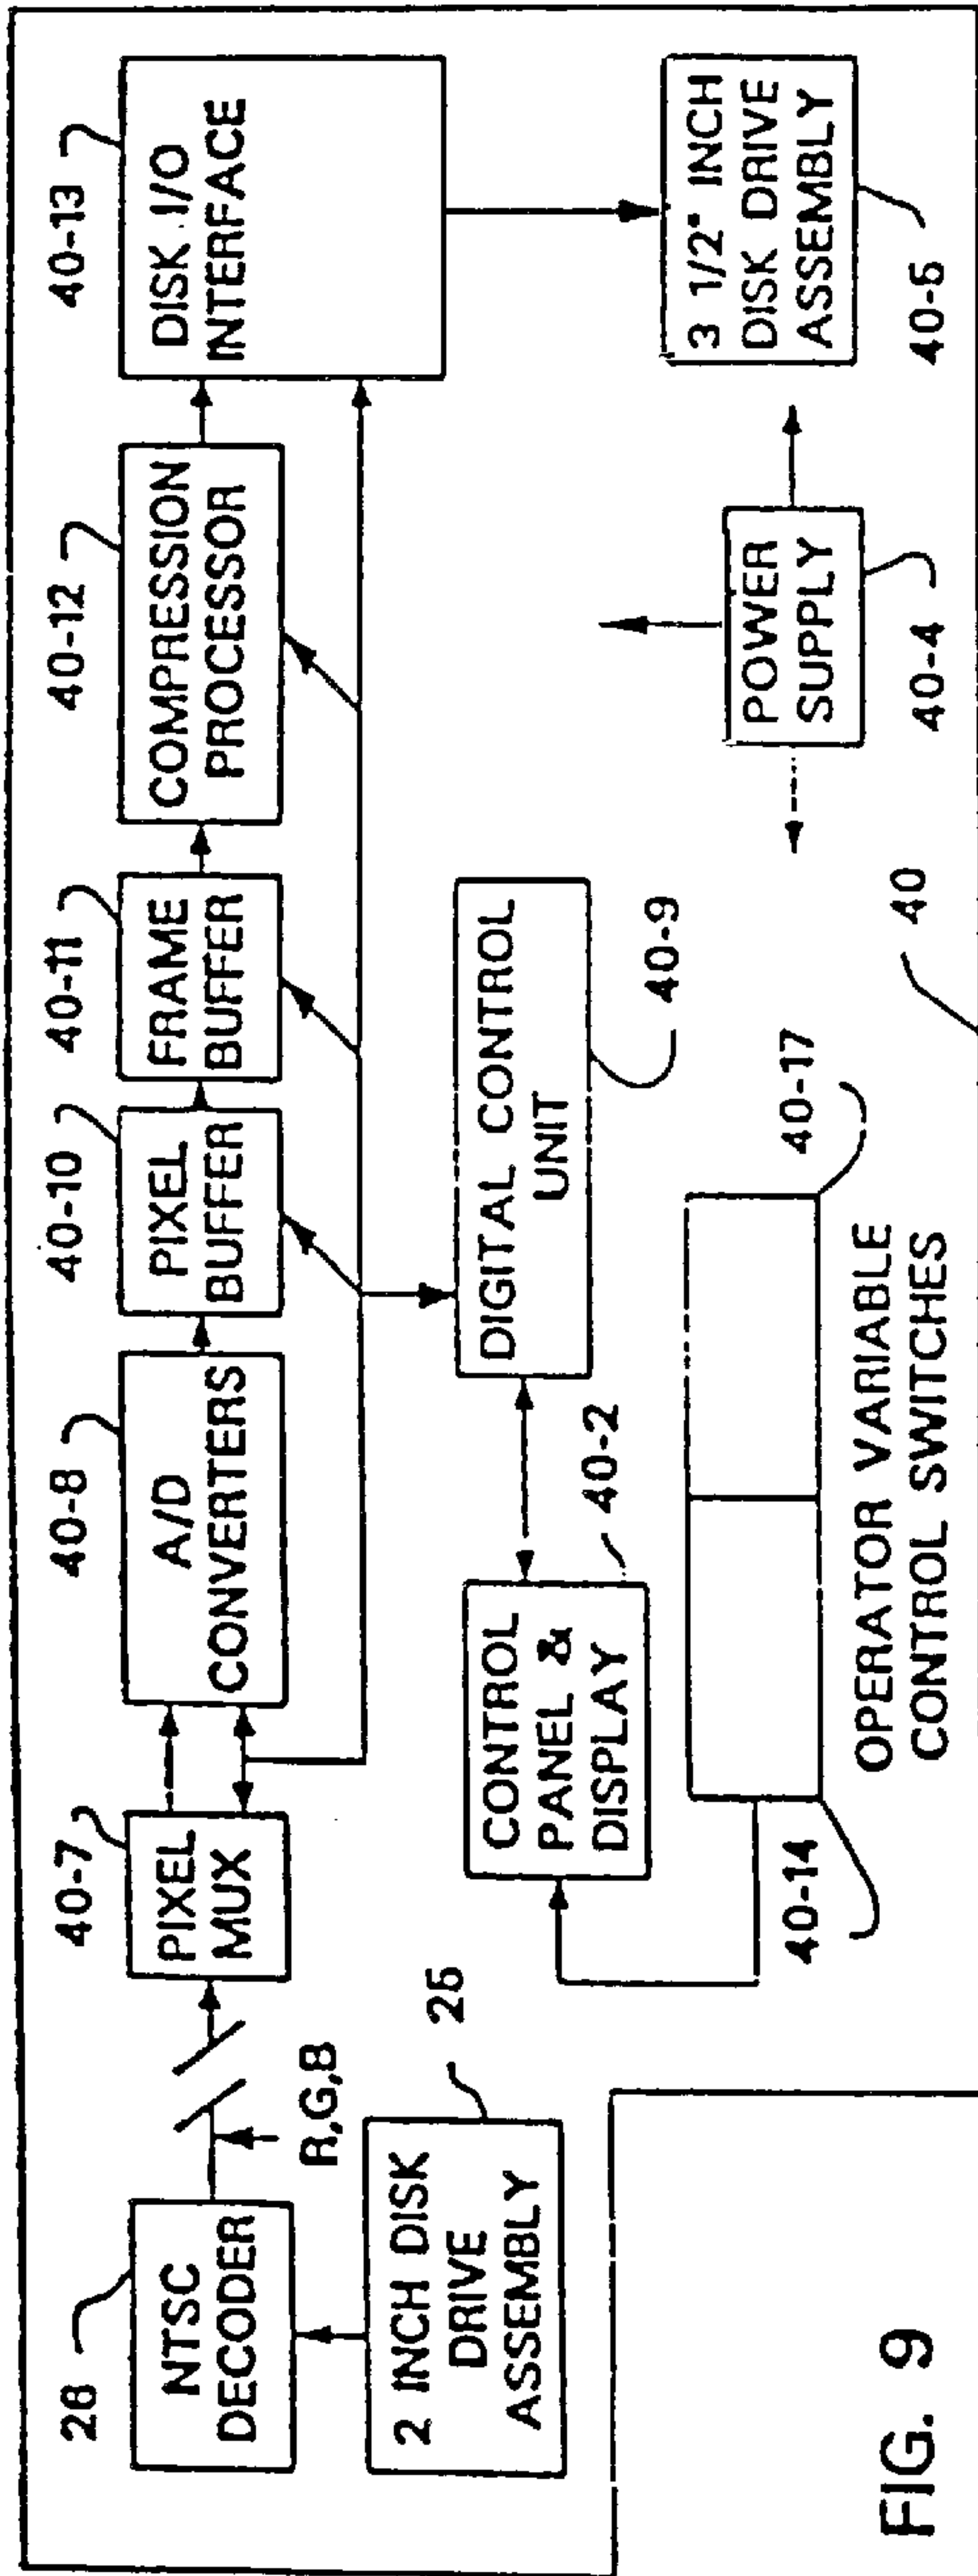 26
NTSC
DECODER
R,G,B
2 INCH DISK
DRIVE
ASSEMBLY
25
40-7
PIXEL
MUX
40-8
A/D
CONVERTERS
40-10
PIXEL
BUFFER
40-11
FRAME
BUFFER
40-12
COMPRESSION
PROCESSOR
40-13
DISK I/O
INTERFACE
CONTROL
PANEL &
DISPLAY
40-2
DIGITAL CONTROL
UNIT
40-9
3 1/2" INCH
DISK DRIVE
ASSEMBLY
40-5
POWER
SUPPLY
40-4
40-14
40-17
OPERATOR VARIABLE
CONTROL SWITCHES
40
FIG. 9